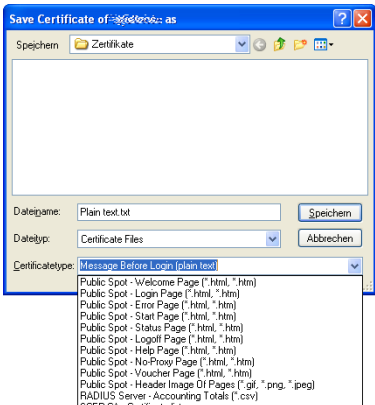 Save Certificate of as
Speichern
Zertifikate
Dateiname:
Plain text.txt
Speichern
Dateityp:
Certificate Files
Abbrechen
Certificatetype:
Message Before Login (plain text)
Public Spot - Welcome Page (*.html, *.htm)
Public Spot - Login Page (*.html, *.htm)
Public Spot - Error Page (*.html, *.htm)
Public Spot - Start Page (*.html, *.htm)
Public Spot - Status Page (*.html, *.htm)
Public Spot - Logoff Page (*.html, *.htm)
Public Spot - Help Page (*.html, *.htm)
Public Spot - No-Proxy Page (*.html, *.htm)
Public Spot - Voucher Page (*.html, *.htm)
Public Spot - Header Image Of Pages (*.gif, *.png, *.jpeg)
RADIUS Server - Accounting Totals (*.csv)